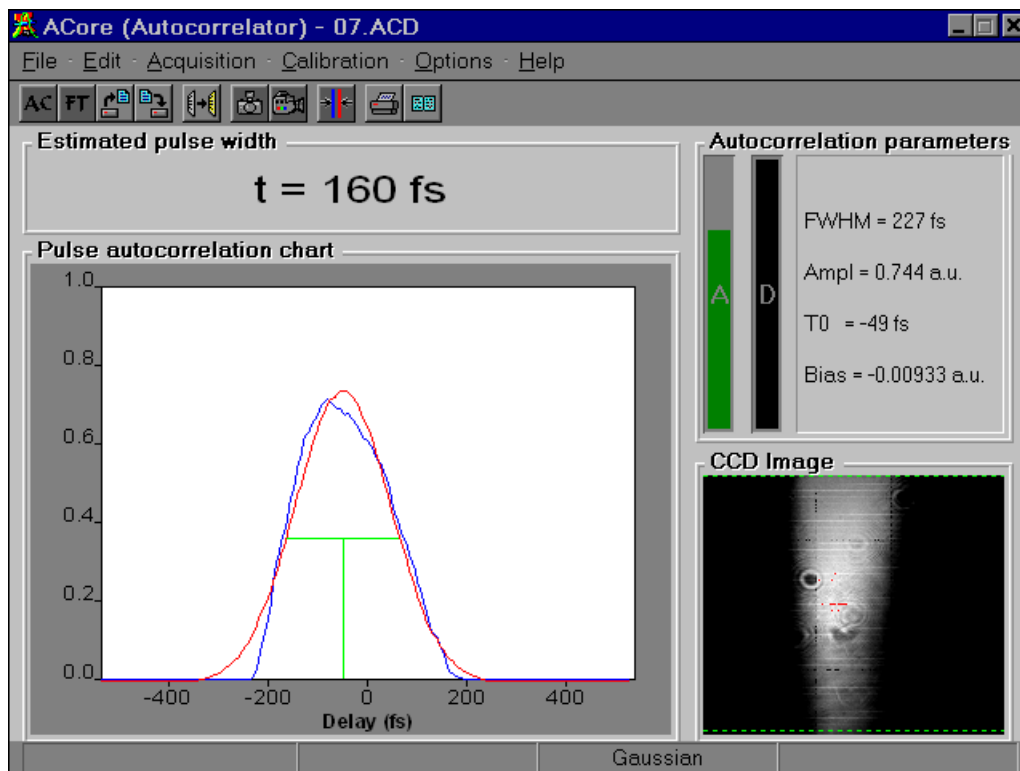 ACore (Autocorrelator) - 07.ACD
File · Edit · Acquisition · Calibration · Options · Help
AC FT
Estimated pulse width
t = 160 fs
Pulse autocorrelation chart
1.0
0.8
0.6
0.4
0.2
0.0
-400 -200 0 200 400
Delay (fs)
Autocorrelation parameters
A D
FWHM = 227 fs
Ampl = 0.744 a.u.
T0 = -49 fs
Bias = -0.00933 a.u.
CCD Image
Gaussian